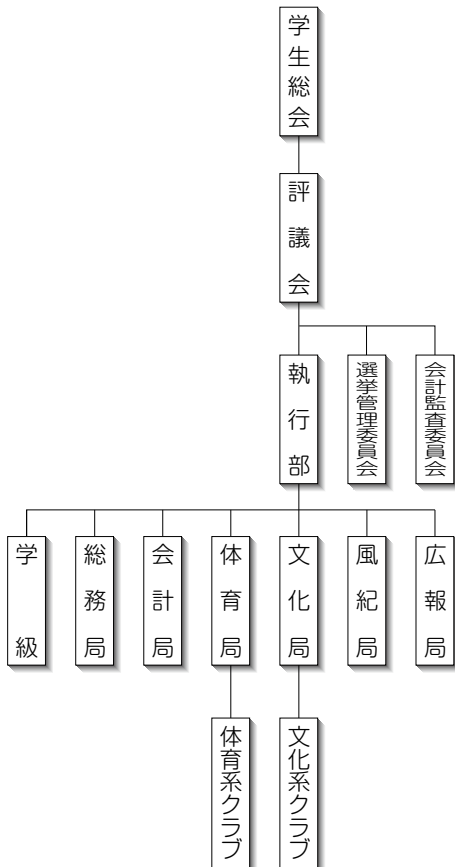 学生総会
評議会
執行部
選挙管理委員会
会計監査委員会
学級
総務局
会計局
体育局
文化局
風紀局
広報局
体育系クラブ
文化系クラブ